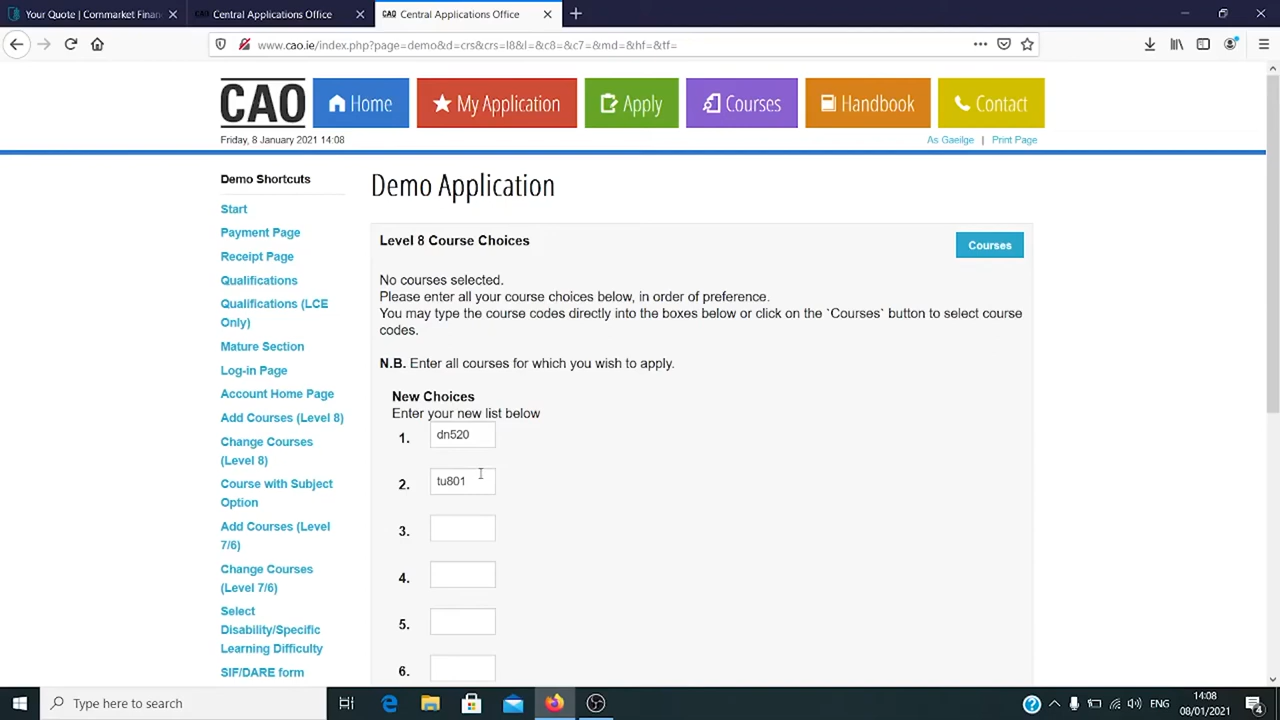 Your Quote | Cornmarket Finan
Central Applications Office
CAO Central Applications Office
www.cao.ie/index.php?page=demo&d=crs&crs=l8&l=&c8=&c7=&md=&hf=&tf=
CAO
Home
My Application
Apply
Courses
Handbook
Contact
Friday, 8 January 2021 14:08
As Gaeilge | Print Page
Demo Shortcuts
Start
Payment Page
Receipt Page
Qualifications
Qualifications (LCE
Only)
Mature Section
Log-in Page
Account Home Page
Add Courses (Level 8)
Change Courses
(Level 8)
Course with Subject
Option
Add Courses (Level
7/6)
Change Courses
(Level 7/6)
Select
Disability/Specific
Learning Difficulty
SIF/DARE form
Demo Application
Level 8 Course Choices
Courses
No courses selected.
Please enter all your course choices below, in order of preference.
You may type the course codes directly into the boxes below or click on the `Courses` button to select course
codes.
N.B. Enter all courses for which you wish to apply.
New Choices
Enter your new list below
1. dn520
2. tu801
3.
4.
5.
6.
Type here to search
ENG
14:08
08/01/2021
4